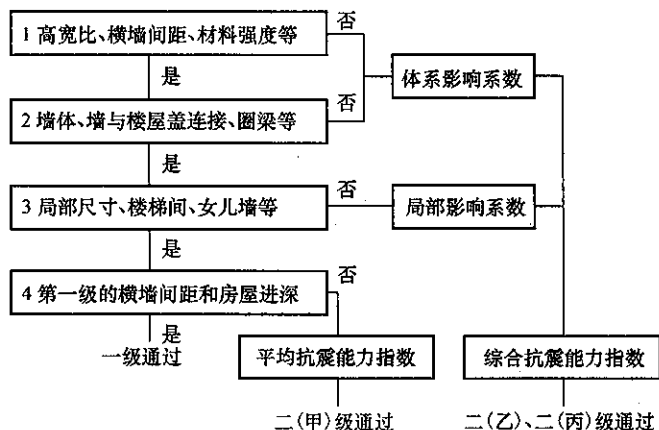 1 高宽比、横墙间距、材料强度等
否
是
体系影响系数
否
2 墙体、墙与楼屋盖连接、圈梁等
是
否
3 局部尺寸、楼梯间、女儿墙等
局部影响系数
是
否
4 第一级的横墙间距和房屋进深
是
一级通过
平均抗震能力指数
综合抗震能力指数
二(甲)级通过
二(乙)、二(丙)级通过